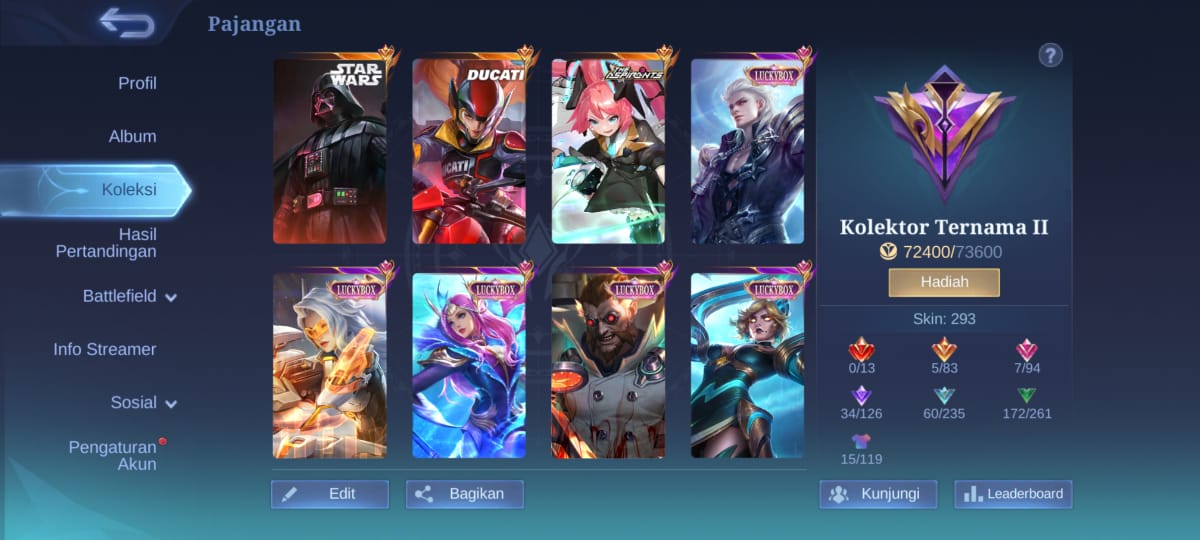 Pajangan
Profil
Album
Koleksi
Hasil
Pertandingan
Battlefield
Info Streamer
Sosial
Pengaturan
Akun
STAR
WARS
DUCATI
THE
ASPIRANTS
LUCKYBOX
DUCATI
LUCKYBOX
LUCKYBOX
LUCKYBOX
LUCKYBOX
Edit
Bagikan
?
Kolektor Ternama II
72400/73600
Hadiah
Skin: 293
0/13
5/83
7/94
34/126
60/235
172/261
15/119
Kunjungi
Leaderboard